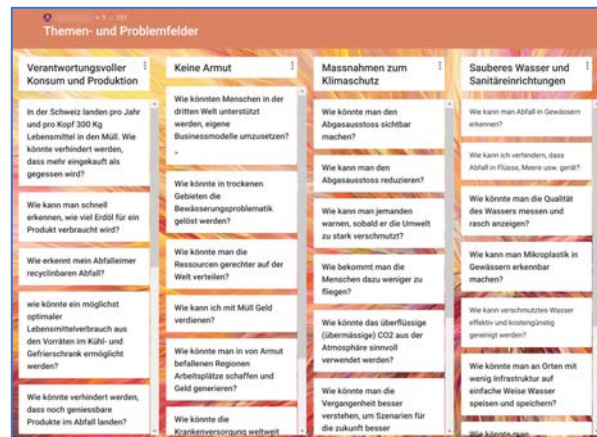 Themen- und Problemfelder
Verantwortungsvoller
Konsum und Produktion
In der Schweiz landen pro Jahr
und pro Kopf 300 Kg
Lebensmittel in den Müll. Wie
könnte verhindert werden,
dass mehr eingekauft als
gegessen wird?
Wie kann man schnell
erkennen, wie viel Erdöl für ein
Produkt verbraucht wird?
Wie erkennt mein Abfalleimer
recyclinbaren Abfall?
wie könnte ein möglichst
optimaler
Lebensmittelverbrauch aus
den Vorräten im Kühl- und
Gefrierschrank ermöglicht
werden?
Wie könnte verhindert werden,
dass noch geniessbare
Produkte im Abfall landen?
Keine Armut
Wie könnten Menschen in der
dritten Welt unterstützt
werden, eigene
Businessmodelle umzusetzen?
Wie könnte in trockenen
Gebieten die
Bewässerungsproblematik
gelöst werden?
Wie könnte man die
Ressourcen gerechter auf der
Welt verteilen?
Wie kann ich mit Müll Geld
verdienen?
Wie könnte man in von Armut
befallenen Regionen
Arbeitsplätze schaffen und
Geld generieren?
Wie könnte die
Krankenversorgung weltweit
Massnahmen zum
Klimaschutz
Wie könnte man den
Abgasausstoss sichtbar
machen?
Wie kann man den
Abgasausstoss reduzieren?
Wie kann man jemanden
warnen, sobald er die Umwelt
zu stark verschmutzt?
Wie bekommt man die
Menschen dazu weniger zu
fliegen?
Wie könnte das überflüssige
(übermässige) CO2 aus der
Atmosphäre sinnvoll
verwendet werden?
Wie könnte man die
Vergangenheit besser
verstehen, um Szenarien für
die zukunft besser
Sauberes Wasser und
Sanitäreinrichtungen
Wie kann man Abfall in Gewässern
erkennen?
Wie kann ich verhindern, dass
Abfall in Flüsse, Meere usw. gerät?
Wie könnte man die Qualität
des Wassers messen und
rasch anzeigen?
Wie kann man Mikroplastik in
Gewässern erkennbar
machen?
Wie kann verschmutztes Wasser
effektiv und kostengünstig
gereinigt werden?
Wie könnte man an Orten mit
wenig Infrastruktur auf
einfache Weise Wasser
speisen und speichern?
Wie könnte man